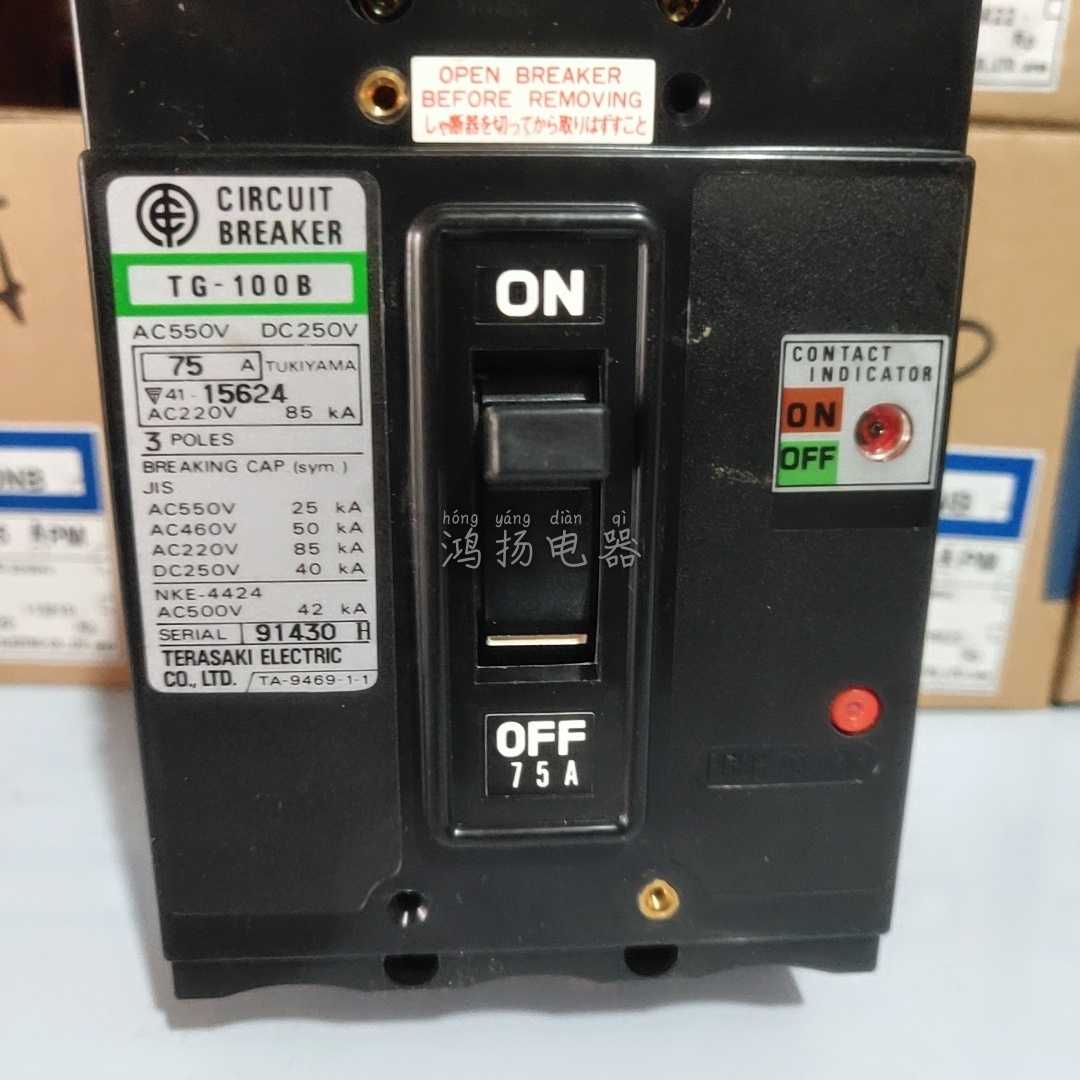 OPEN BREAKER
BEFORE REMOVING
しゃ断器を切ってから取りはずすこと
CIRCUIT
BREAKER
TG-100B
AC550V DC250V
75 A TUKIYAMA
41-15624
AC220V 85 kA
3 POLES
BREAKING CAP. (sym.)
JIS
AC550V 25 kA
AC460V 50 kA
AC220V 85 kA
DC250V 40 kA
NKE-4424
AC500V 42 kA
SERIAL 91430 H
TERASAKI ELECTRIC
CO., LTD. TA-9469-1-1
ON
OFF
75A
CONTACT
INDICATOR
ON
OFF
hóng yáng diàn qì
鸿扬电器